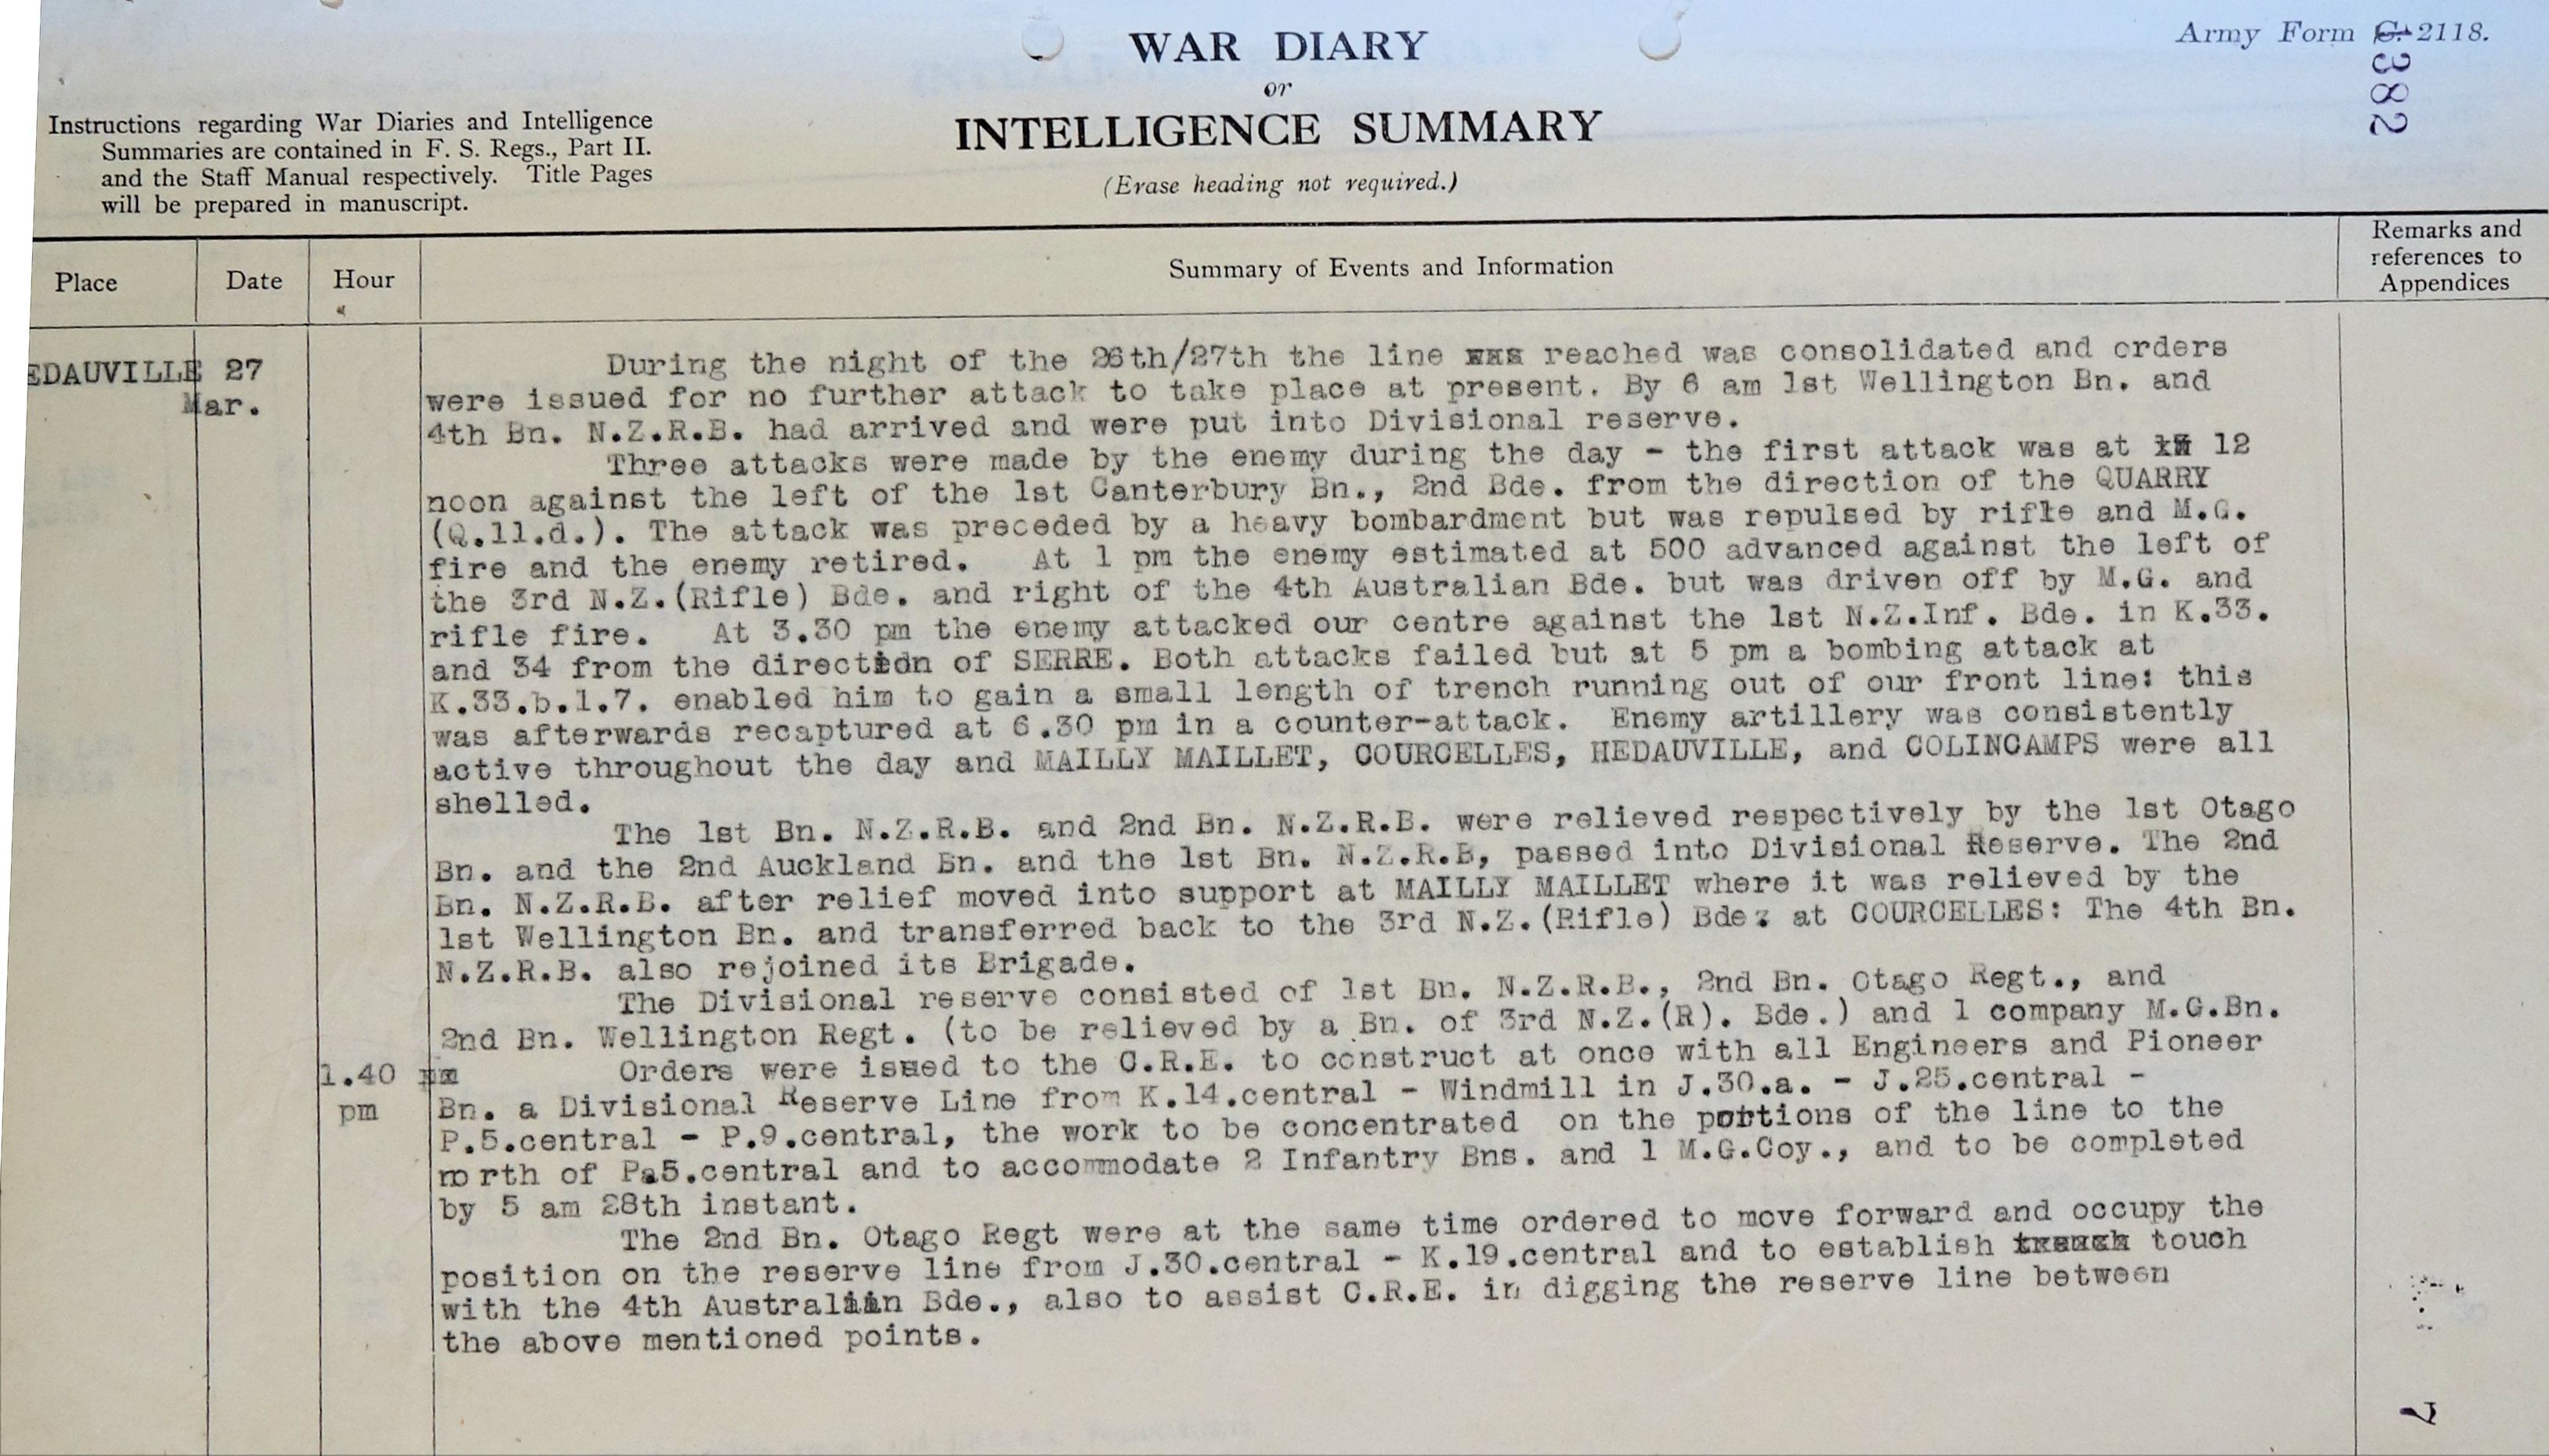 WAR DIARY
or
INTELLIGENCE SUMMARY
(Erase heading not required.)
Army Form C. 2118.
1382
Instructions regarding War Diaries and Intelligence
Summaries are contained in F. S. Regs., Part II.
and the Staff Manual respectively. Title Pages
will be prepared in manuscript.
Place Date Hour Summary of Events and Information Remarks and
references to
Appendices
EDAUVILLE 27
Mar.
During the night of the 26th/27th the line xxx reached was consolidated and orders
were issued for no further attack to take place at present. By 6 am 1st Wellington Bn. and
4th Bn. N.Z.R.B. had arrived and were put into Divisional reserve.
Three attacks were made by the enemy during the day - the first attack was at 12
noon against the left of the 1st Canterbury Bn., 2nd Bde. from the direction of the QUARRY
(Q.11.d.). The attack was preceded by a heavy bombardment but was repulsed by rifle and M.G.
fire and the enemy retired. At 1 pm the enemy estimated at 500 advanced against the left of
the 3rd N.Z.(Rifle) Bde. and right of the 4th Australian Bde. but was driven off by M.G. and
rifle fire. At 3.30 pm the enemy attacked our centre against the 1st N.Z.Inf. Bde. in K.33.
and 34 from the direction of SERRE. Both attacks failed but at 5 pm a bombing attack at
K.33.b.1.7. enabled him to gain a small length of trench running out of our front line: this
was afterwards recaptured at 6.30 pm in a counter-attack. Enemy artillery was consistently
active throughout the day and MAILLY MAILLET, COURCELLES, HEDAUVILLE, and COLINCAMPS were all
shelled.
The 1st Bn. N.Z.R.B. and 2nd Bn. N.Z.R.B. were relieved respectively by the 1st Otago
Bn. and the 2nd Auckland Bn. and the 1st Bn. N.Z.R.B, passed into Divisional Reserve. The 2nd
Bn. N.Z.R.B. after relief moved into support at MAILLY MAILLET where it was relieved by the
1st Wellington Bn. and transferred back to the 3rd N.Z.(Rifle) Bde: at COURCELLES: The 4th Bn.
N.Z.R.B. also rejoined its Brigade.
The Divisional reserve consisted of 1st Bn. N.Z.R.B., 2nd Bn. Otago Regt., and
2nd Bn. Wellington Regt. (to be relieved by a Bn. of 3rd N.Z.(R). Bde.) and 1 company M.G.Bn.
1.40 pm Orders were issued to the C.R.E. to construct at once with all Engineers and Pioneer
pm Bn. a Divisional Reserve Line from K.14.central - Windmill in J.30.a. - J.25.central -
P.5.central - P.9.central, the work to be concentrated on the portions of the line to the
north of Pa5.central and to accommodate 2 Infantry Bns. and 1 M.G.Coy., and to be completed
by 5 am 28th instant.
The 2nd Bn. Otago Regt were at the same time ordered to move forward and occupy the
position on the reserve line from J.30.central - K.19.central and to establish touch
with the 4th Australian Bde., also to assist C.R.E. in digging the reserve line between
the above mentioned points.
7